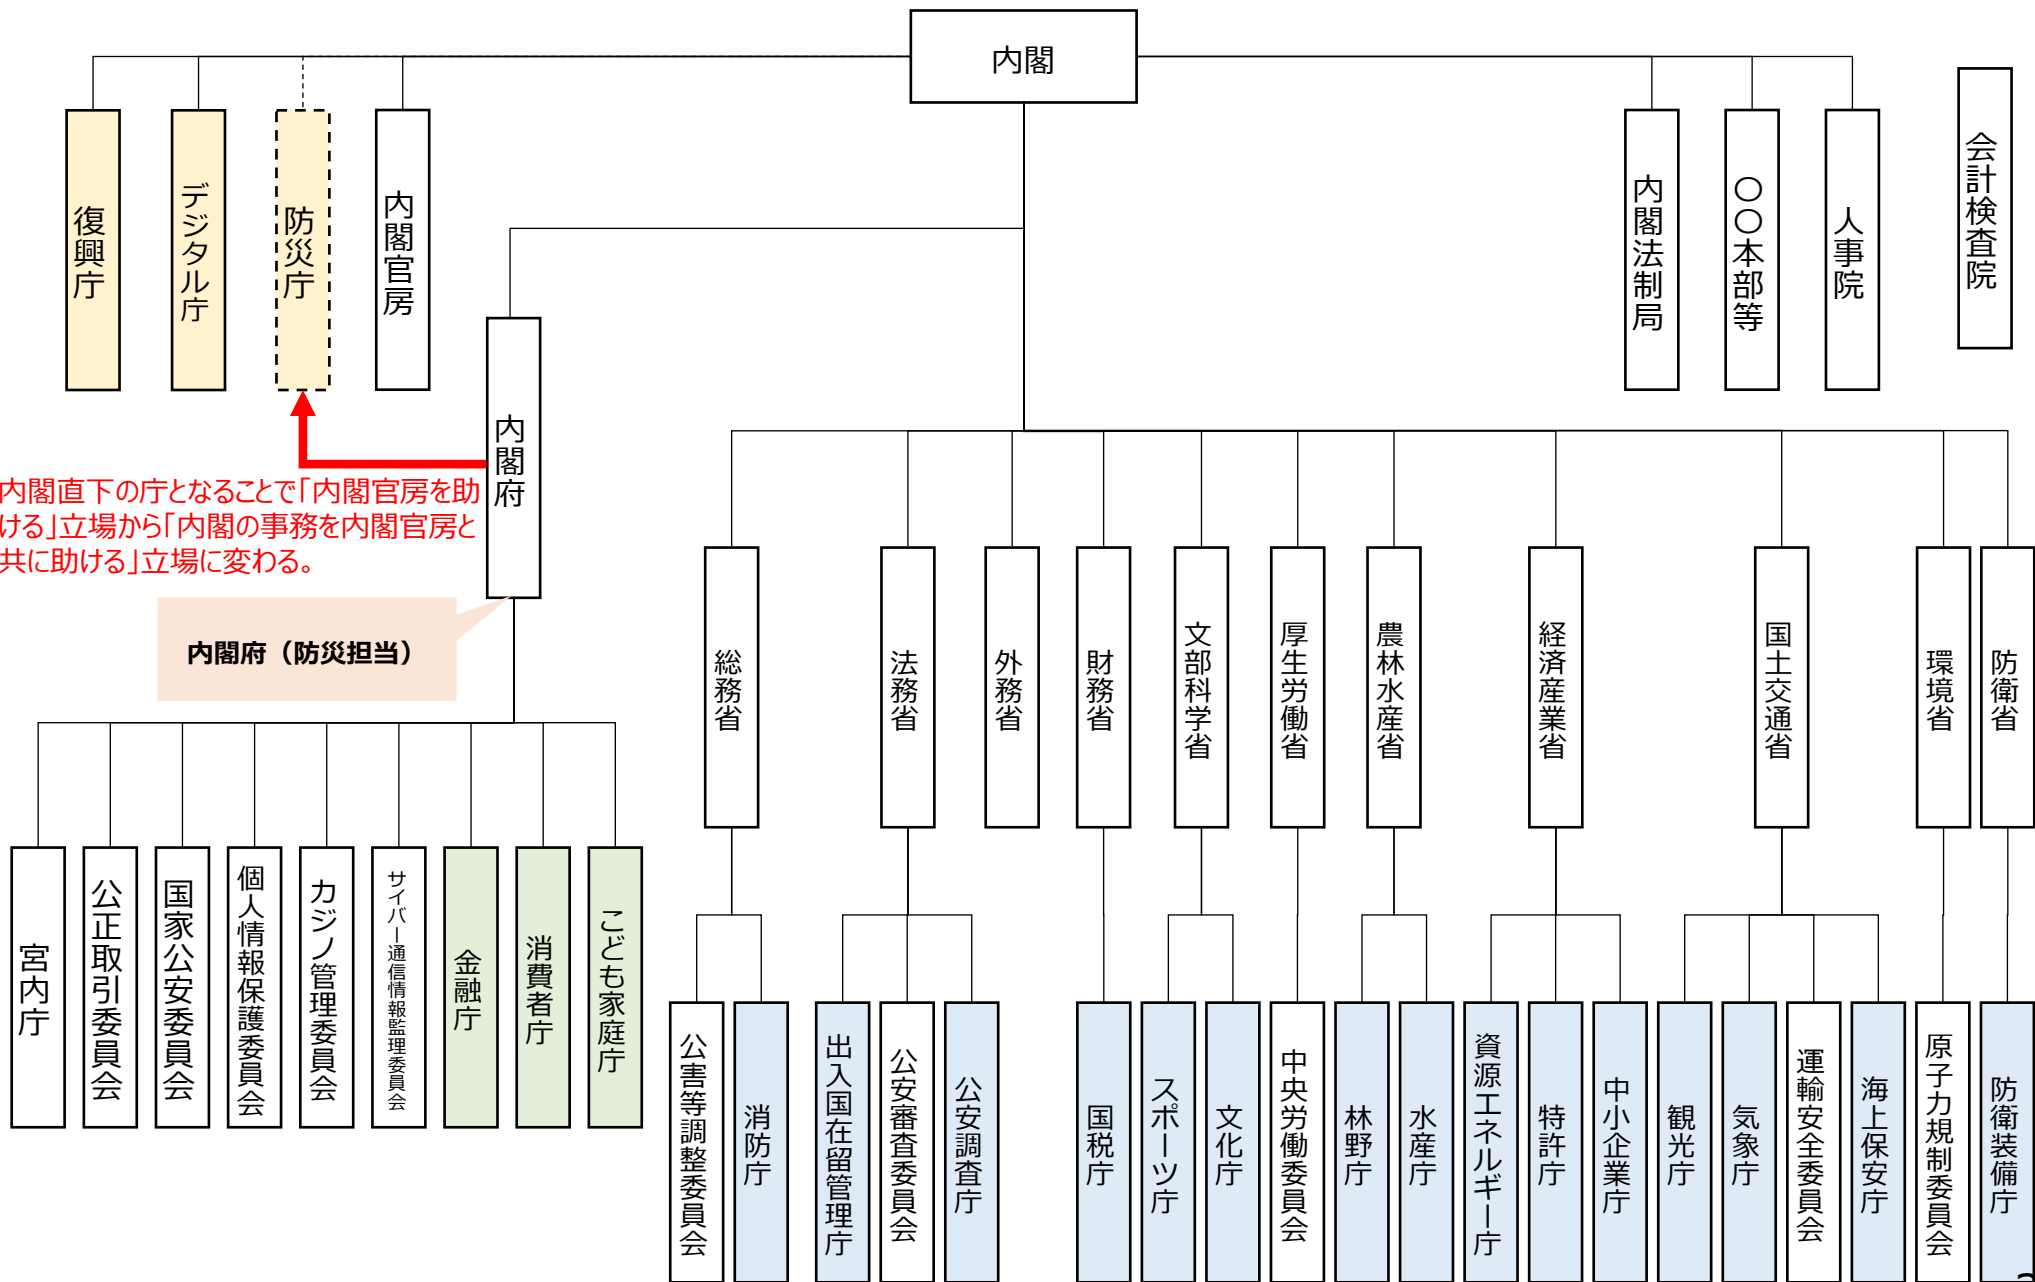 内閣
復興庁
デジタル庁
防災庁
内閣官房
内閣法制局
〇〇本部等
人事院
会計検査院
内閣府
内閣直下の庁となることで「内閣官房を助
ける」立場から「内閣の事務を内閣官房と
共に助ける」立場に変わる。
内閣府（防災担当）
総務省
法務省
外務省
財務省
文部科学省
厚生労働省
農林水産省
経済産業省
国土交通省
環境省
防衛省
宮内庁
公正取引委員会
国家公安委員会
個人情報保護委員会
カジノ管理委員会
サイバー通信情報監理委員会
金融庁
消費者庁
こども家庭庁
公害等調整委員会
消防庁
出入国在留管理庁
公安審査委員会
公安調査庁
国税庁
スポーツ庁
文化庁
中央労働委員会
林野庁
水産庁
資源エネルギー庁
特許庁
中小企業庁
観光庁
気象庁
運輸安全委員会
海上保安庁
原子力規制委員会
防衛装備庁